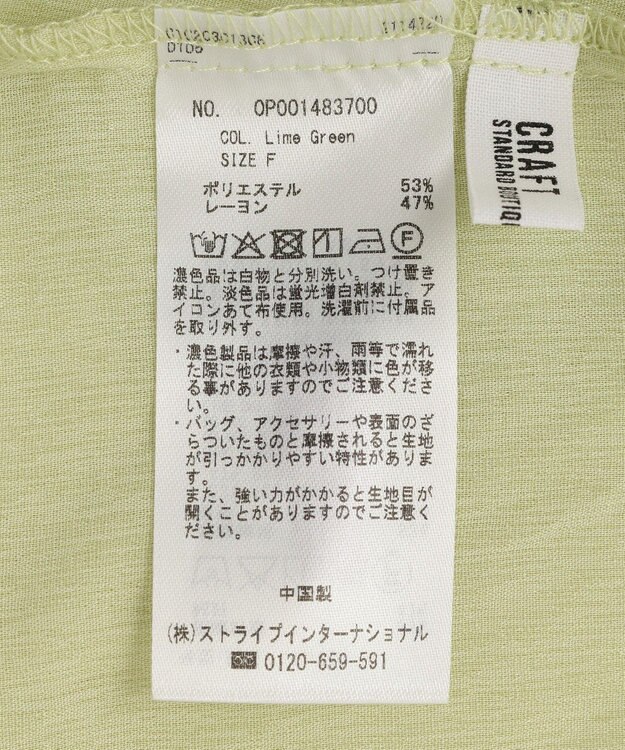 1114720
D1D5
NO. OP001483700
COL. Lime Green
SIZE F
ポリエステル 53%
レーヨン 47%
F
濃色品は白物と分別洗い。つけ置き
禁止。淡色品は蛍光増白剤禁止。ア
イロンあて布使用。洗濯前に付属品
を取り外す。
・濃色製品は摩擦や汗、雨等で濡れ
た際に他の衣類や小物類に色が移
る事がありますのでご注意くださ
い。
・バッグ、アクセサリーや表面のざ
らついたものと摩擦されると生地
が引っかかりやすい特性がありま
す。
また、強い力がかかると生地目が
開くことがありますのでご注意く
ださい。
中国製
(株)ストライプインターナショナル
0120-659-591
CRAFT
STANDARD BOUTIQU